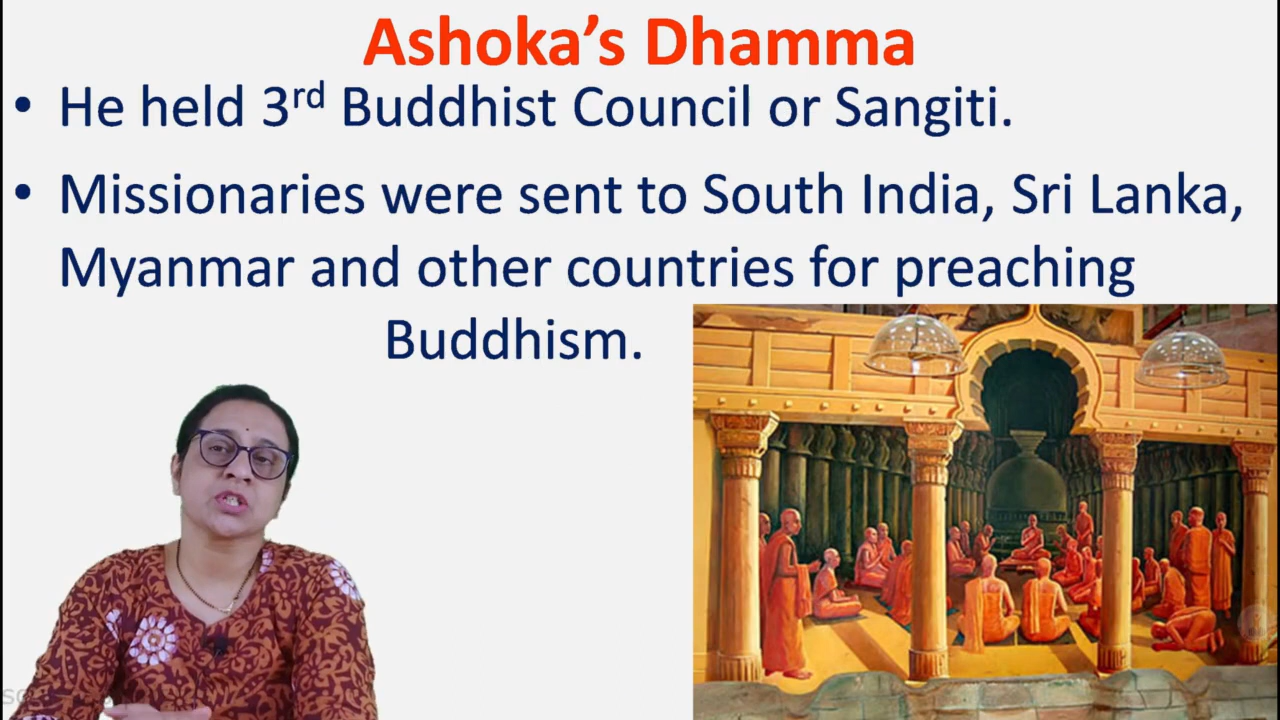 Ashoka’s Dhamma
• He held 3rd Buddhist Council or Sangiti.
• Missionaries were sent to South India, Sri Lanka,
Myanmar and other countries for preaching
Buddhism.